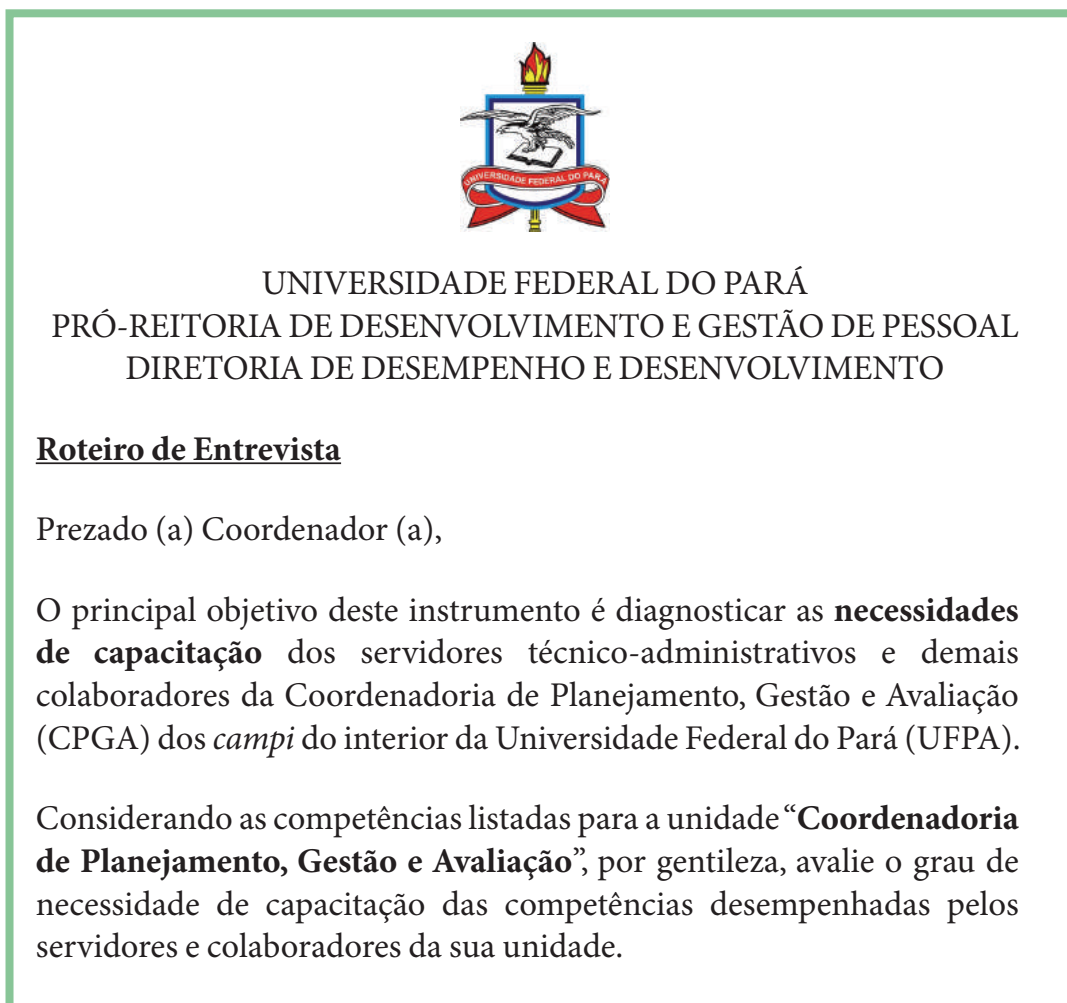 UNIVERSIDADE FEDERAL DO PARÁ
UNIVERSIDADE FEDERAL DO PARÁ
PRÓ-REITORIA DE DESENVOLVIMENTO E GESTÃO DE PESSOAL
DIRETORIA DE DESEMPENHO E DESENVOLVIMENTO
Roteiro de Entrevista
Prezado (a) Coordenador (a),
O principal objetivo deste instrumento é diagnosticar as necessidades
de capacitação dos servidores técnico-administrativos e demais
colaboradores da Coordenadoria de Planejamento, Gestão e Avaliação
(CPGA) dos campi do interior da Universidade Federal do Pará (UFPA).
Considerando as competências listadas para a unidade “Coordenadoria
de Planejamento, Gestão e Avaliação”, por gentileza, avalie o grau de
necessidade de capacitação das competências desempenhadas pelos
servidores e colaboradores da sua unidade.